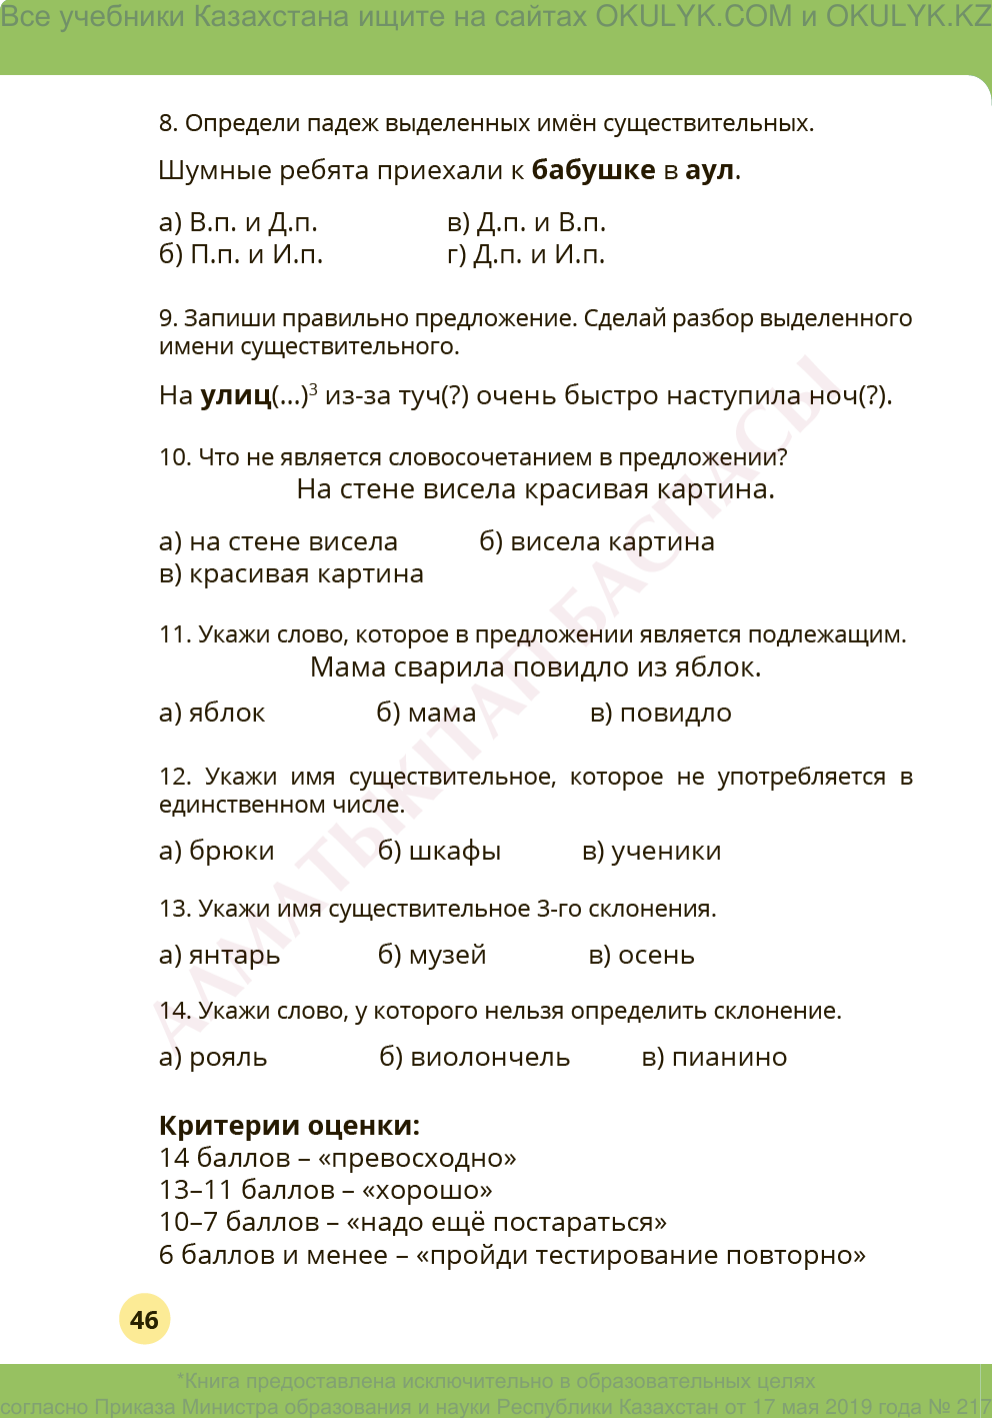 Все учебники Казахстана ищите на сайтах OKULYK.COM и OKULYK.KZ
8. Определи падеж выделенных имён существительных.
Шумные ребята приехали к бабушке в аул.
а) В.п. и Д.п. в) Д.п. и В.п.
б) П.п. и И.п. г) Д.п. и И.п.
9. Запиши правильно предложение. Сделай разбор выделенного
имени существительного.
На улиц(...)³ из-за туч(?) очень быстро наступила ноч(?).
10. Что не является словосочетанием в предложении?
На стене висела красивая картина.
а) на стене висела б) висела картина
в) красивая картина
11. Укажи слово, которое в предложении является подлежащим.
Мама сварила повидло из яблок.
а) яблок б) мама в) повидло
12. Укажи имя существительное, которое не употребляется в
единственном числе.
а) брюки б) шкафы в) ученики
13. Укажи имя существительное 3-го склонения.
а) янтарь б) музей в) осень
14. Укажи слово, у которого нельзя определить склонение.
а) рояль б) виолончель в) пианино
Критерии оценки:
14 баллов – «превосходно»
13–11 баллов – «хорошо»
10–7 баллов – «надо ещё постараться»
6 баллов и менее – «пройди тестирование повторно»
46
АЛМАТЫКІТАП БАСПАСЫ
*Книга предоставлена исключительно в образовательных целях
согласно Приказа Министра образования и науки Республики Казахстан от 17 мая 2019 года № 217